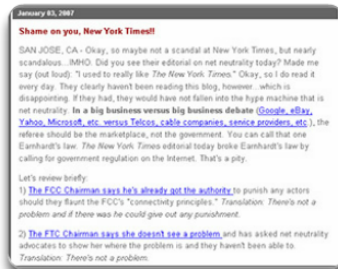 January 03, 2007
Shame on you, New York Times!!
SAN JOSE, CA - Okay, so maybe not a scandal at New York Times, but nearly
scandalous...IMHO. Did you see their editorial on net neutrality today? Made me
say (out loud): "I used to really like The New York Times." Okay, so I do read it
every day. They clearly haven't been reading this blog, however...which is
disappointing. If they had, they would have not fallen into the hype machine that is
net neutrality. In a big business versus big business debate (Google, eBay,
Yahoo, Microsoft, etc. versus Telcos, cable companies, service providers, etc.), the
referee should be the marketplace, not the government. You can call that one
Earnhardt's law. The New York Times editorial today broke Earnhardt's law by
calling for government regulation on the Internet. That's a pity.
Let's review briefly:
1) The FCC Chairman says he's already got the authority to punish any actors
should they flaunt the FCC's "connectivity principles." Translation: There's not a
problem and if there was he could give out any punishment.
2) The FTC Chairman says she doesn't see a problem and has asked net neutrality
advocates to show her where the problem is and they haven't been able to.
Translation: There's not a problem.